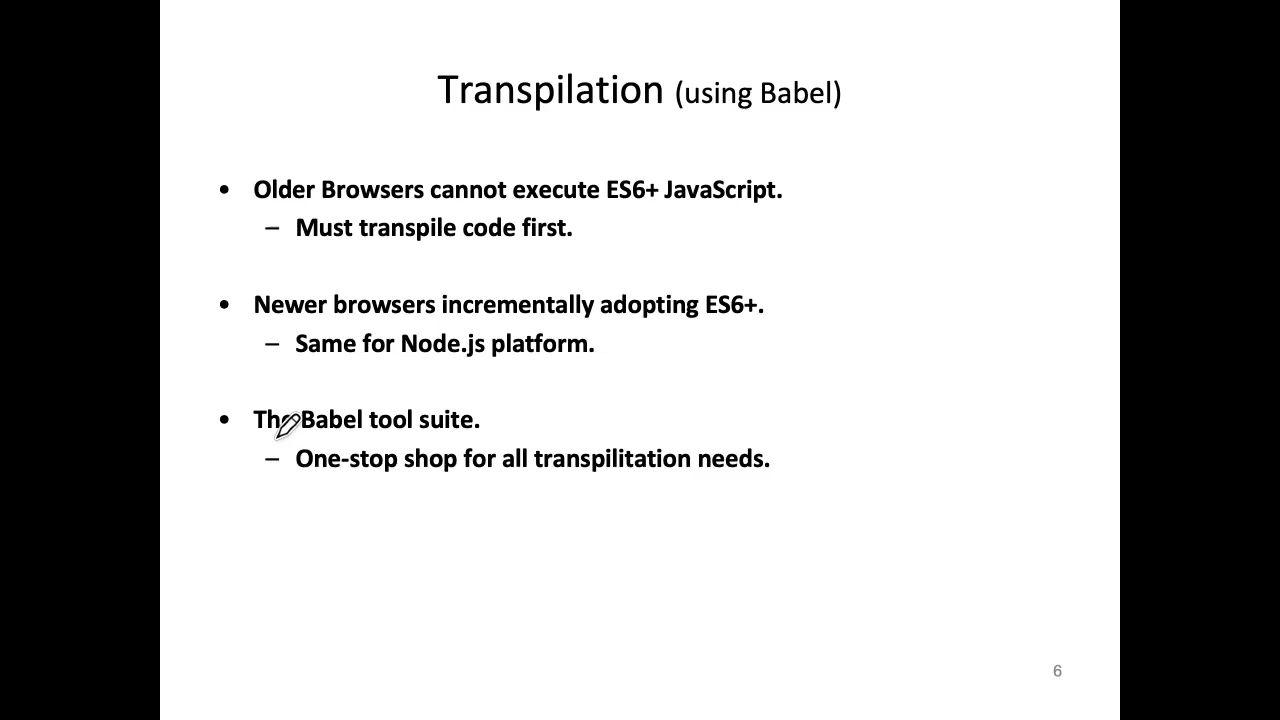 Transpilation (using Babel)
• Older Browsers cannot execute ES6+ JavaScript.
– Must transpile code first.
• Newer browsers incrementally adopting ES6+.
– Same for Node.js platform.
• The Babel tool suite.
– One-stop shop for all transpilitation needs.
6